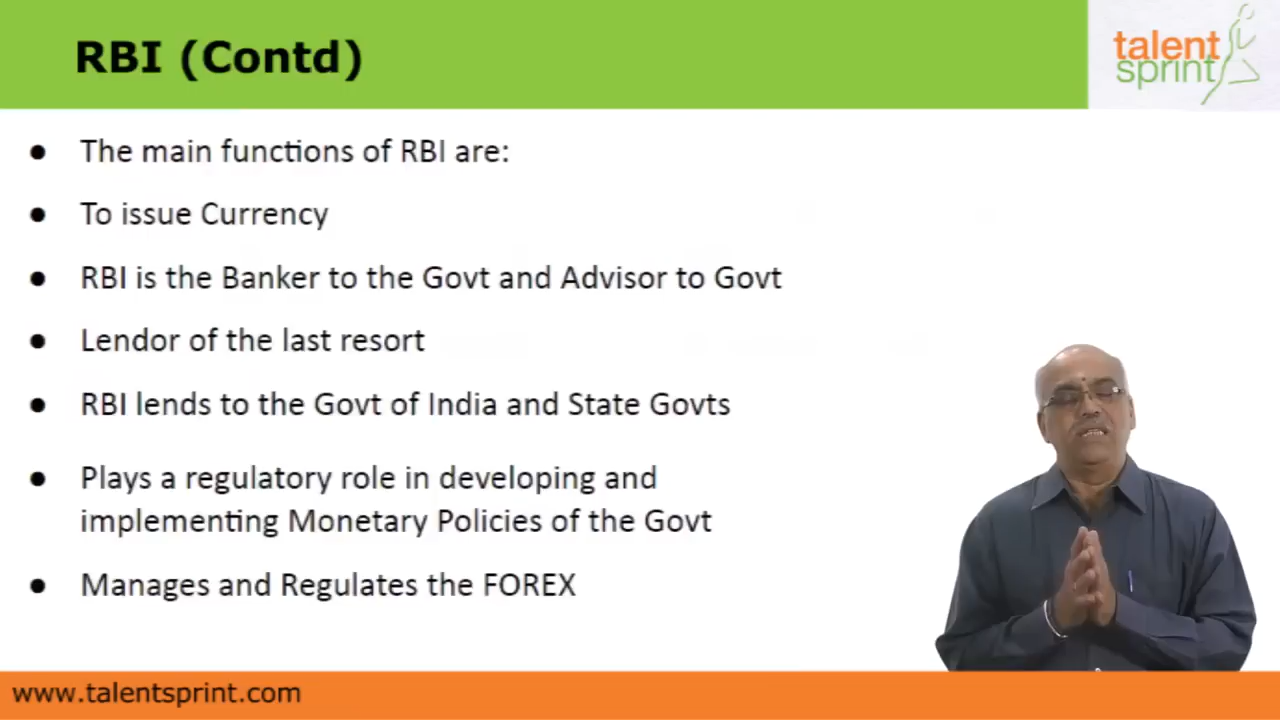 RBI (Contd)
talent
sprint
● The main functions of RBI are:
● To issue Currency
● RBI is the Banker to the Govt and Advisor to Govt
● Lendor of the last resort
● RBI lends to the Govt of India and State Govts
● Plays a regulatory role in developing and
implementing Monetary Policies of the Govt
● Manages and Regulates the FOREX
www.talentsprint.com